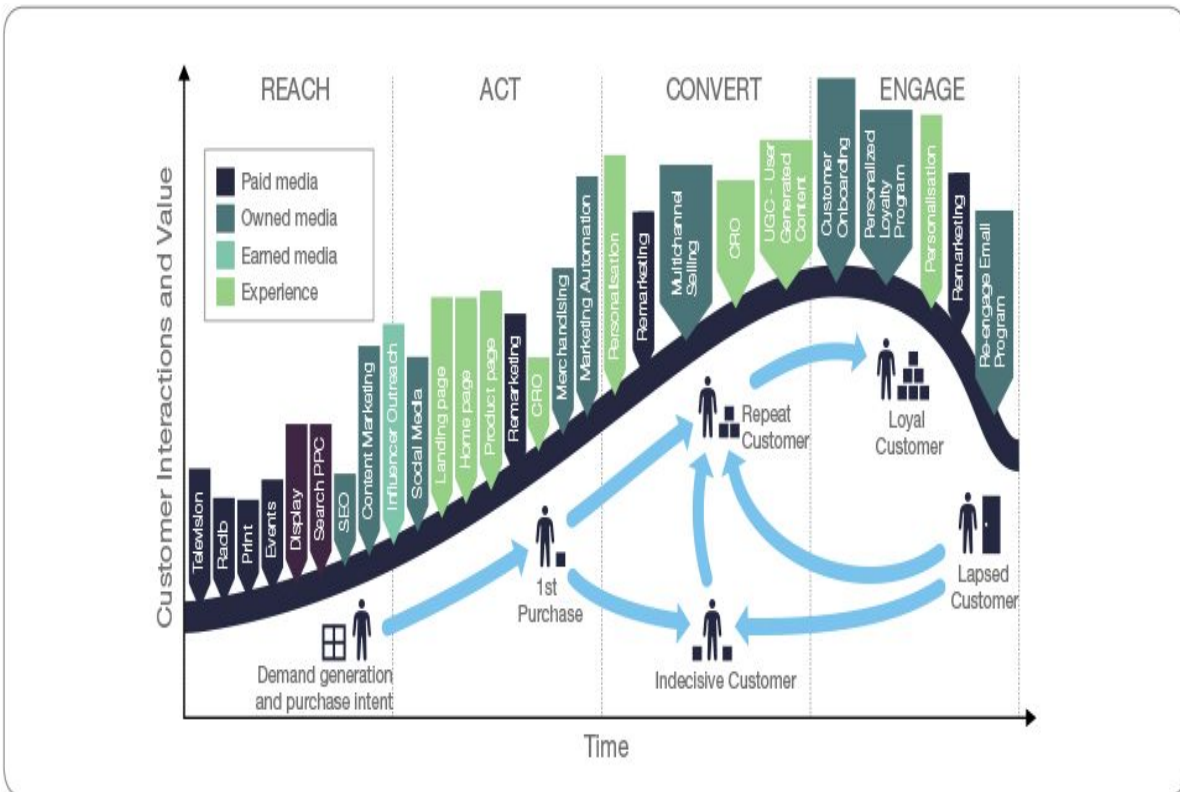 REACH
ACT
CONVERT
ENGAGE
Customer Interactions and Value
Paid media
Owned media
Earned media
Experience
Television
Radb
Print
Events
Display
Search PPC
SEO
Content Marketing
Influencer Outreach
Social Media
Landing page
Home page
Product page
Remarketing
CRO
Merchandising
Marketing Automation
Personalisation
Remarketing
Multichannel
Selling
CRO
UGC - User
Generated
Content
Customer
Onboarding
Personalized
Loyalty
Program
Personalisation
Remarketing
Re-engage Email
Program
Demand generation
and purchase intent
1st
Purchase
Repeat
Customer
Indecisive Customer
Loyal
Customer
Lapsed
Customer
Time